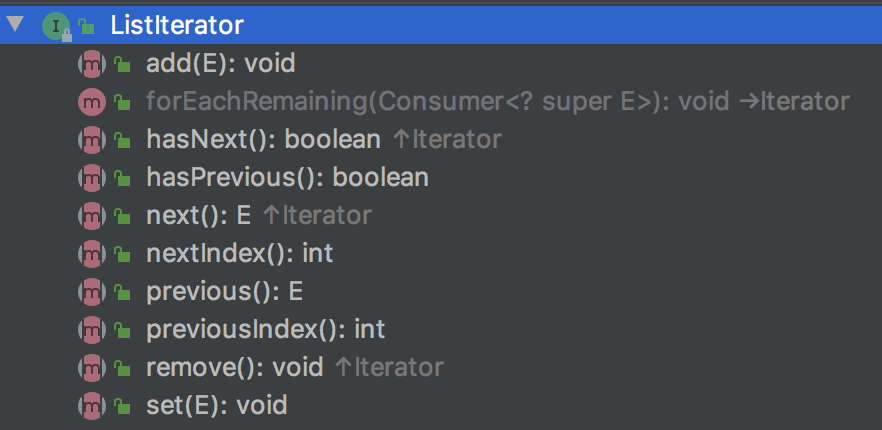 ListIterator
add(E): void
forEachRemaining(Consumer<? super E>): void →Iterator
hasNext(): boolean ↑Iterator
hasPrevious(): boolean
next(): E ↑Iterator
nextIndex(): int
previous(): E
previousIndex(): int
remove(): void ↑Iterator
set(E): void